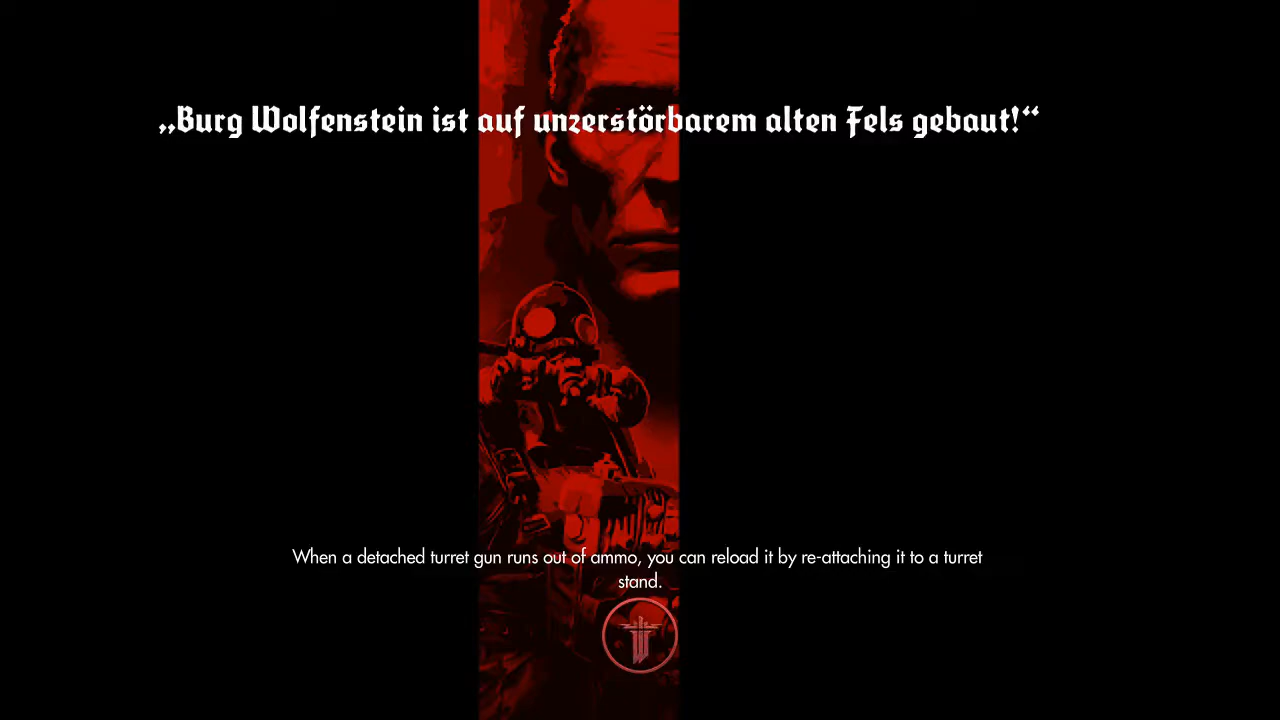 „Burg Wolfenstein ist auf unzerstörbarem alten Fels gebaut!“
When a detached turret gun runs out of ammo, you can reload it by re-attaching it to a turret
stand.